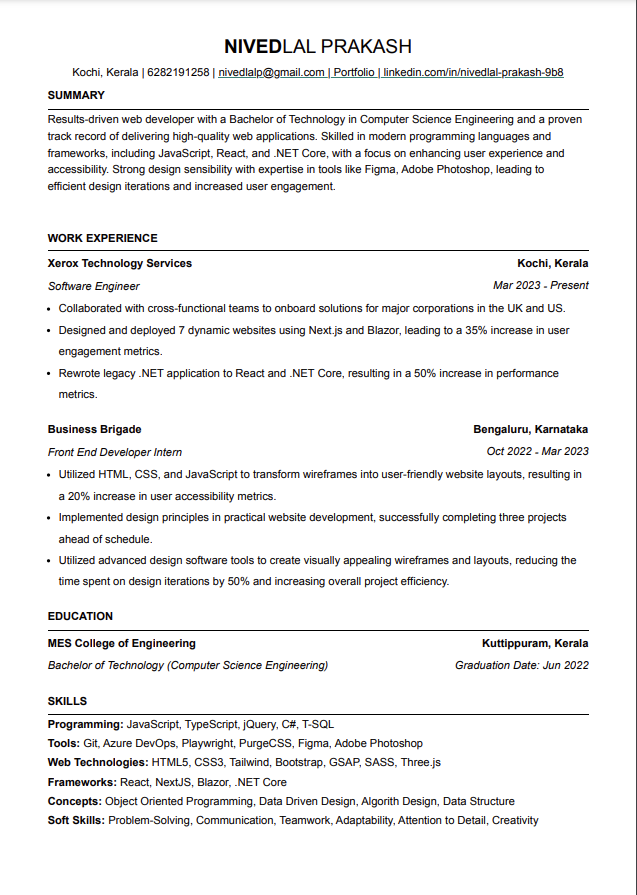 NIVEDLAL PRAKASH
Kochi, Kerala | 6282191258 | nivedlalp@gmail.com | Portfolio | linkedin.com/in/nivedlal-prakash-9b8
SUMMARY
Results-driven web developer with a Bachelor of Technology in Computer Science Engineering and a proven
track record of delivering high-quality web applications. Skilled in modern programming languages and
frameworks, including JavaScript, React, and .NET Core, with a focus on enhancing user experience and
accessibility. Strong design sensibility with expertise in tools like Figma, Adobe Photoshop, leading to
efficient design iterations and increased user engagement.
WORK EXPERIENCE
Xerox Technology Services Kochi, Kerala
Software Engineer Mar 2023 - Present
• Collaborated with cross-functional teams to onboard solutions for major corporations in the UK and US.
• Designed and deployed 7 dynamic websites using Next.js and Blazor, leading to a 35% increase in user
engagement metrics.
• Rewrote legacy .NET application to React and .NET Core, resulting in a 50% increase in performance
metrics.
Business Brigade Bengaluru, Karnataka
Front End Developer Intern Oct 2022 - Mar 2023
• Utilized HTML, CSS, and JavaScript to transform wireframes into user-friendly website layouts, resulting in
a 20% increase in user accessibility metrics.
• Implemented design principles in practical website development, successfully completing three projects
ahead of schedule.
• Utilized advanced design software tools to create visually appealing wireframes and layouts, reducing the
time spent on design iterations by 50% and increasing overall project efficiency.
EDUCATION
MES College of Engineering Kuttippuram, Kerala
Bachelor of Technology (Computer Science Engineering) Graduation Date: Jun 2022
SKILLS
Programming: JavaScript, TypeScript, jQuery, C#, T-SQL
Tools: Git, Azure DevOps, Playwright, PurgeCSS, Figma, Adobe Photoshop
Web Technologies: HTML5, CSS3, Tailwind, Bootstrap, GSAP, SASS, Three.js
Frameworks: React, NextJS, Blazor, .NET Core
Concepts: Object Oriented Programming, Data Driven Design, Algorith Design, Data Structure
Soft Skills: Problem-Solving, Communication, Teamwork, Adaptability, Attention to Detail, Creativity